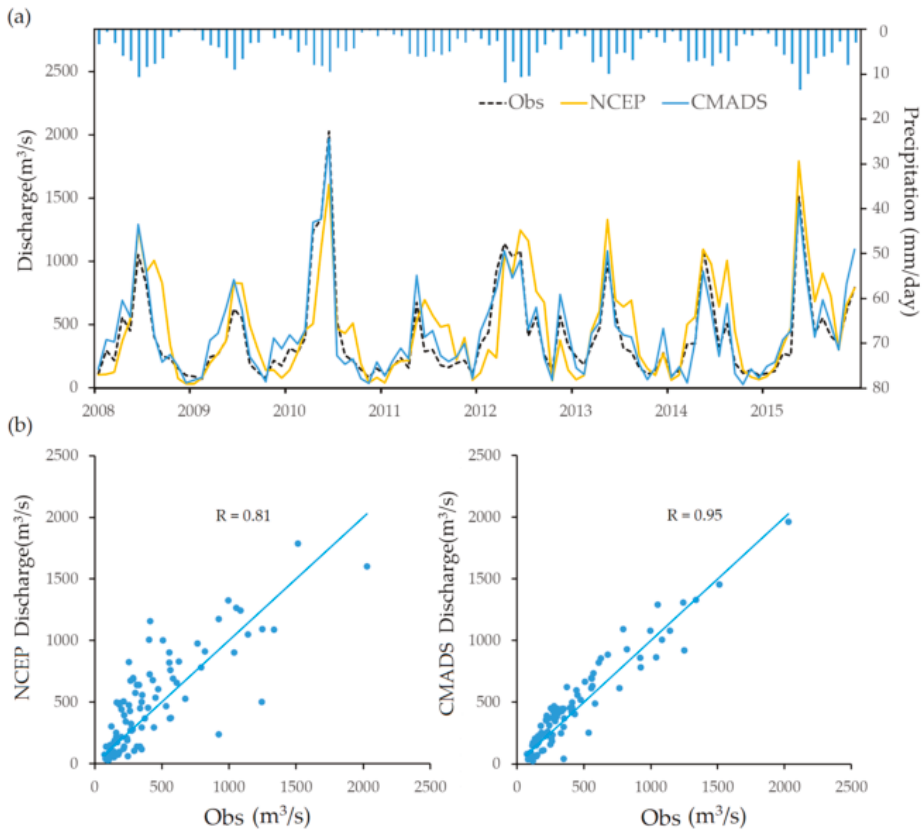 (a)
0
10
20
30
40
50
60
70
80
Precipitation (mm/day)
2500
2000
1500
1000
500
0
Discharge(m³/s)
Obs NCEP CMADS
2008 2009 2010 2011 2012 2013 2014 2015
(b)
2500
2000
1500
1000
500
0
NCEP Discharge(m³/s)
R = 0.81
0 500 1000 1500 2000 2500
Obs (m³/s)
2500
2000
1500
1000
500
0
CMADS Discharge(m³/s)
R = 0.95
0 500 1000 1500 2000 2500
Obs (m³/s)